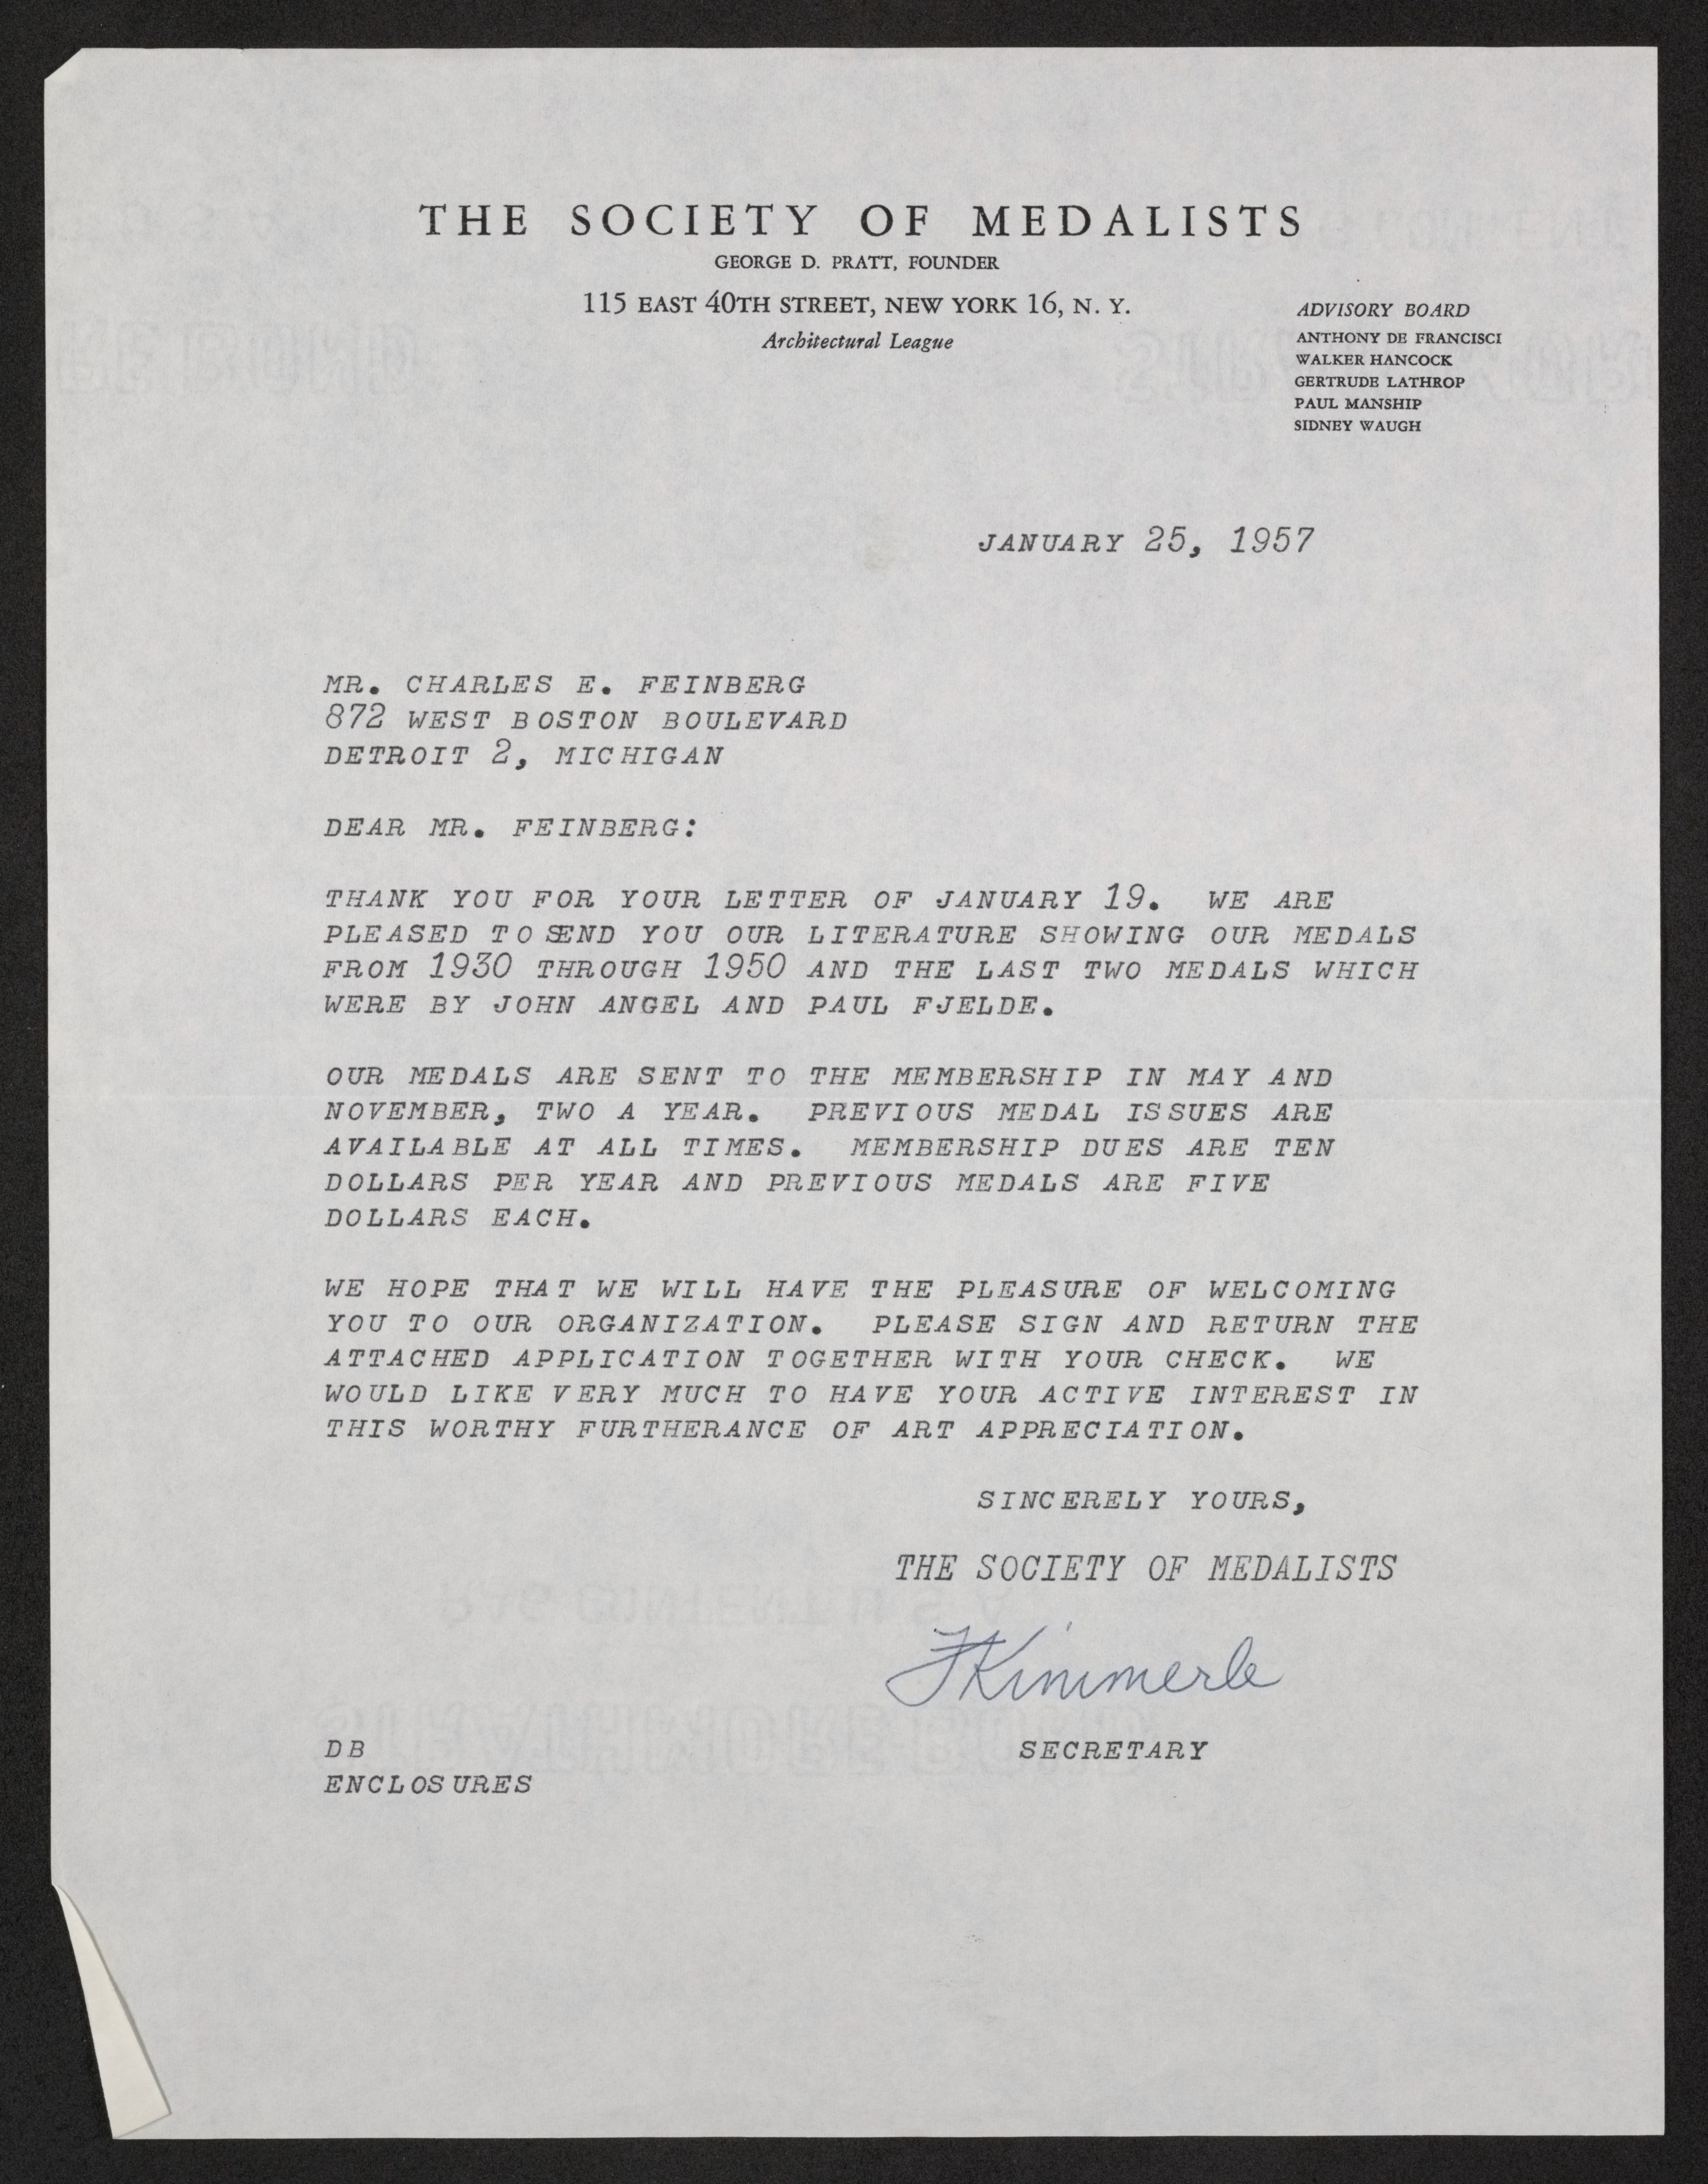 THE SOCIETY OF MEDALISTS
GEORGE D. PRATT, FOUNDER
115 EAST 40TH STREET, NEW YORK 16, N. Y.
Architectural League
ADVISORY BOARD
ANTHONY DE FRANCISCI
WALKER HANCOCK
GERTRUDE LATHROP
PAUL MANSHIP
SIDNEY WAUGH
JANUARY 25, 1957
MR. CHARLES E. FEINBERG
872 WEST BOSTON BOULEVARD
DETROIT 2, MICHIGAN
DEAR MR. FEINBERG:
THANK YOU FOR YOUR LETTER OF JANUARY 19. WE ARE
PLEASED TO SEND YOU OUR LITERATURE SHOWING OUR MEDALS
FROM 1930 THROUGH 1950 AND THE LAST TWO MEDALS WHICH
WERE BY JOHN ANGEL AND PAUL FJELDE.
OUR MEDALS ARE SENT TO THE MEMBERSHIP IN MAY AND
NOVEMBER, TWO A YEAR. PREVIOUS MEDAL ISSUES ARE
AVAILABLE AT ALL TIMES. MEMBERSHIP DUES ARE TEN
DOLLARS PER YEAR AND PREVIOUS MEDALS ARE FIVE
DOLLARS EACH.
WE HOPE THAT WE WILL HAVE THE PLEASURE OF WELCOMING
YOU TO OUR ORGANIZATION. PLEASE SIGN AND RETURN THE
ATTACHED APPLICATION TOGETHER WITH YOUR CHECK. WE
WOULD LIKE VERY MUCH TO HAVE YOUR ACTIVE INTEREST IN
THIS WORTHY FURTHERANCE OF ART APPRECIATION.
SINCERELY YOURS,
THE SOCIETY OF MEDALISTS
FKimmerle
SECRETARY
DB
ENCLOSURES